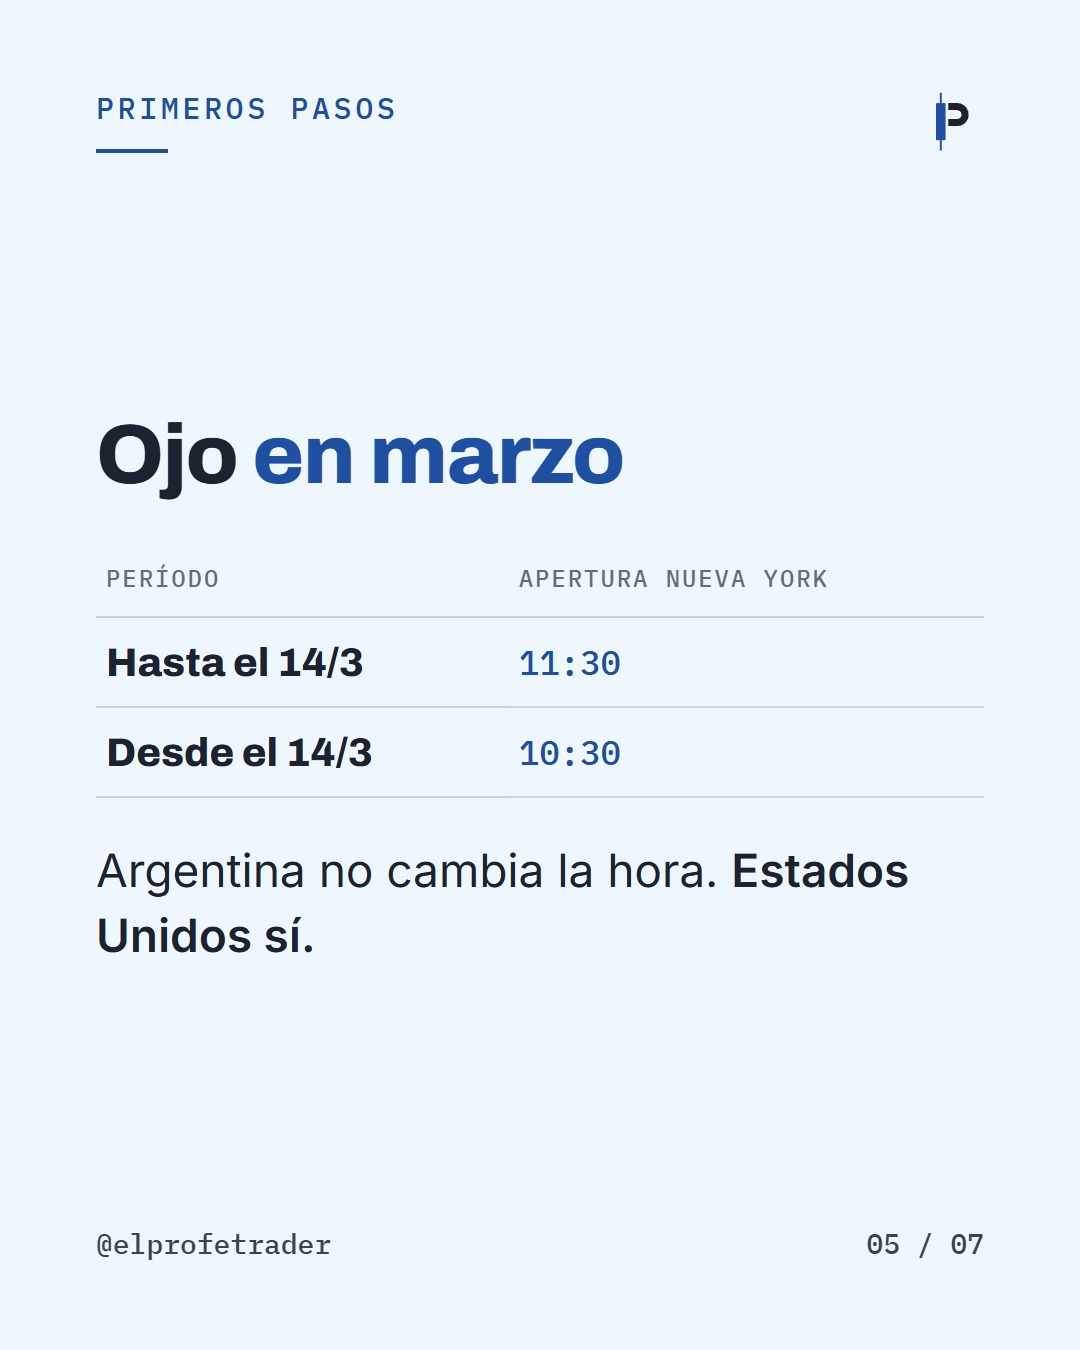 PRIMEROS PASOS
Ojo en marzo
PERÍODO APERTURA NUEVA YORK
Hasta el 14/3 11:30
Desde el 14/3 10:30
Argentina no cambia la hora. Estados
Unidos sí.
@elprofetrader 05 / 07